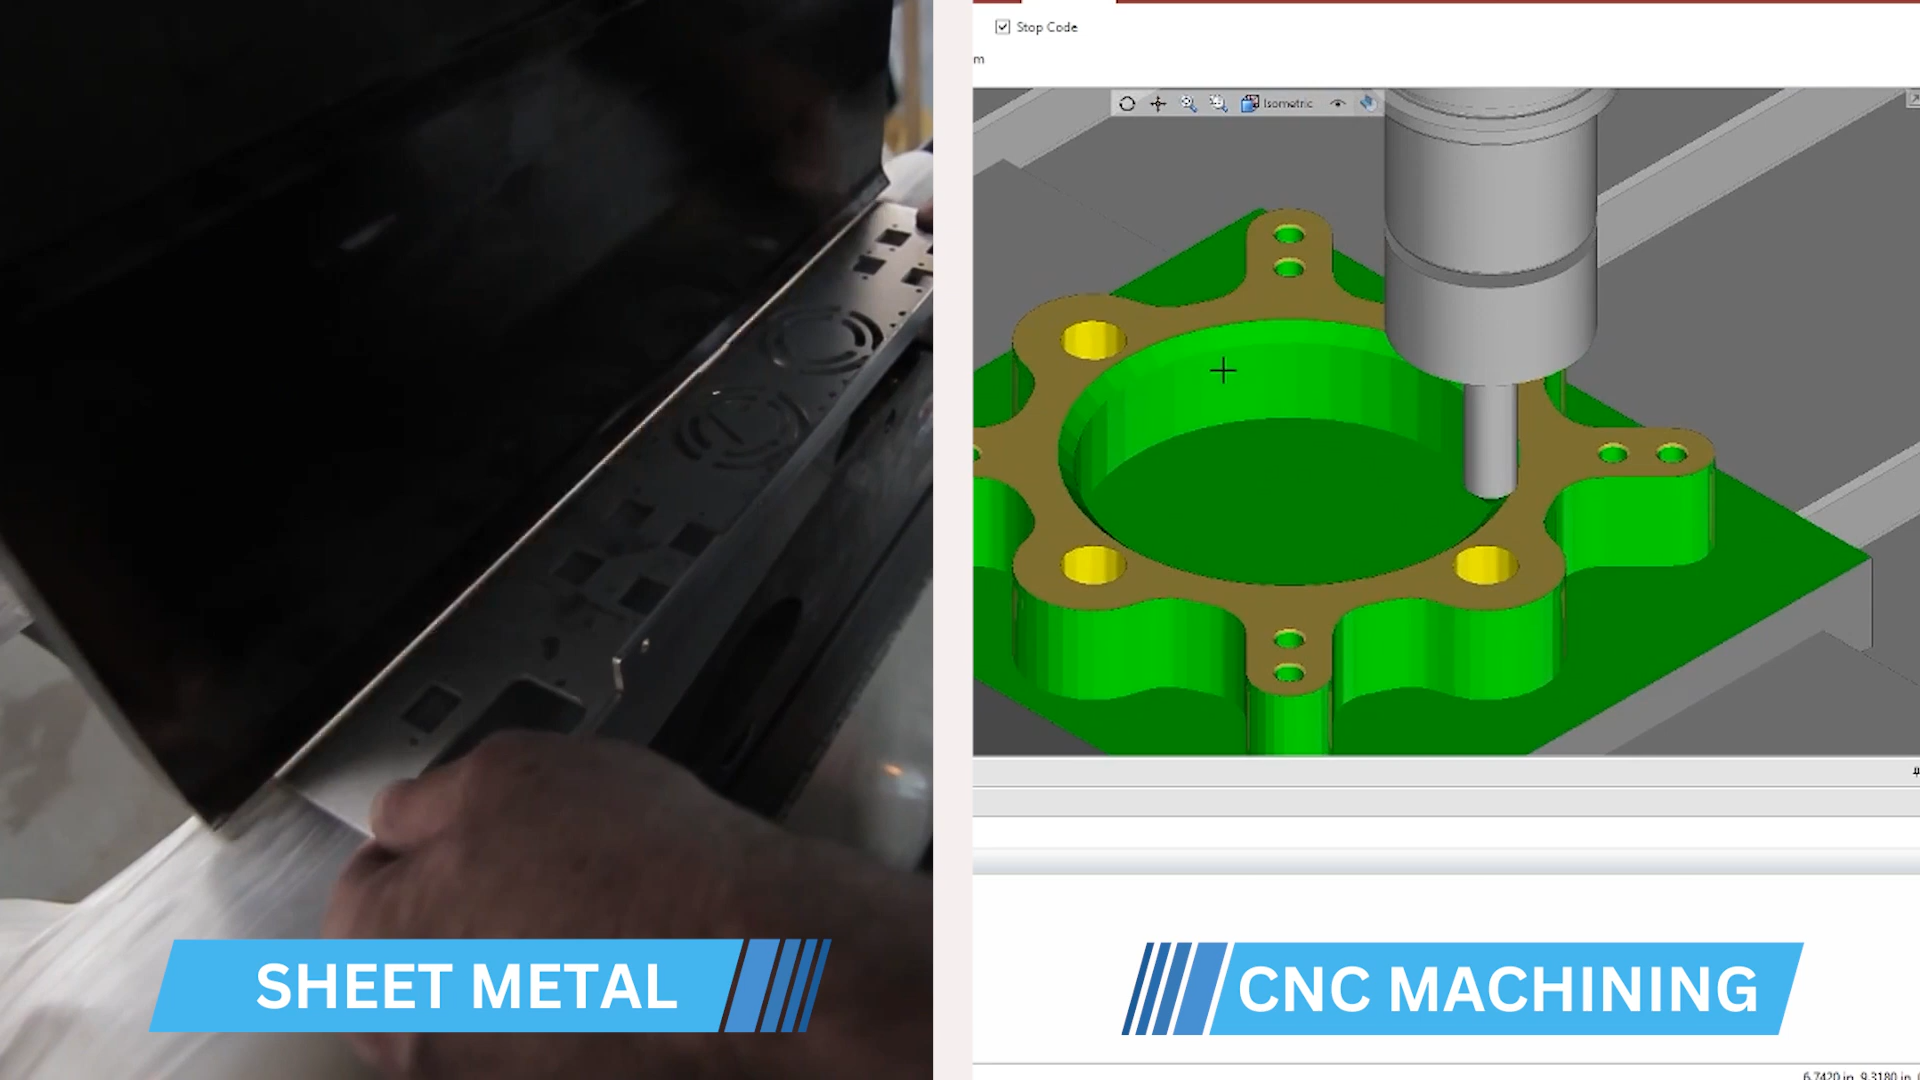 Stop Code
m
Isometric
SHEET METAL
CNC MACHINING